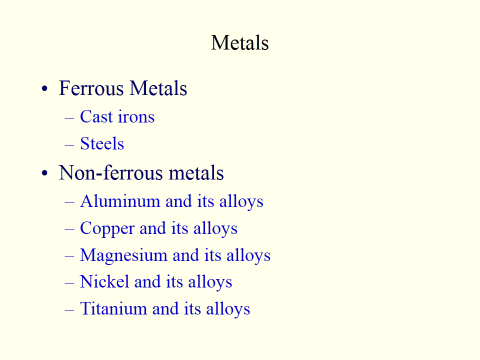 Metals
• Ferrous Metals
– Cast irons
– Steels
• Non-ferrous metals
– Aluminum and its alloys
– Copper and its alloys
– Magnesium and its alloys
– Nickel and its alloys
– Titanium and its alloys